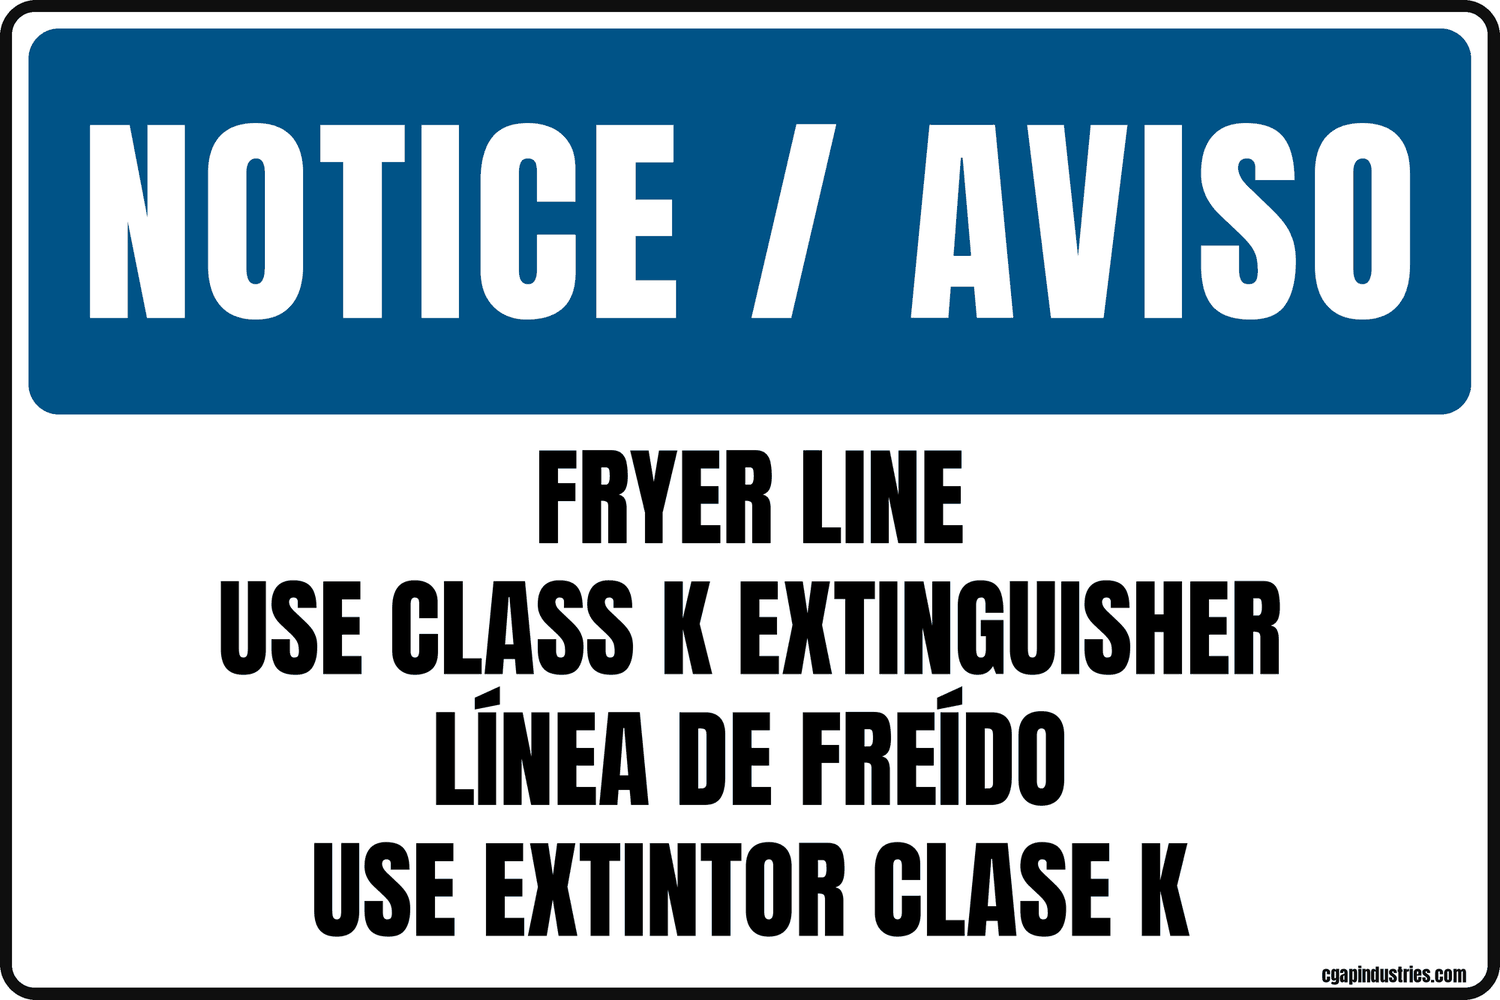 NOTICE / AVISO
FRYER LINE
USE CLASS K EXTINGUISHER
LÍNEA DE FREÍDO
USE EXTINTOR CLASE K
cgapindustries.com